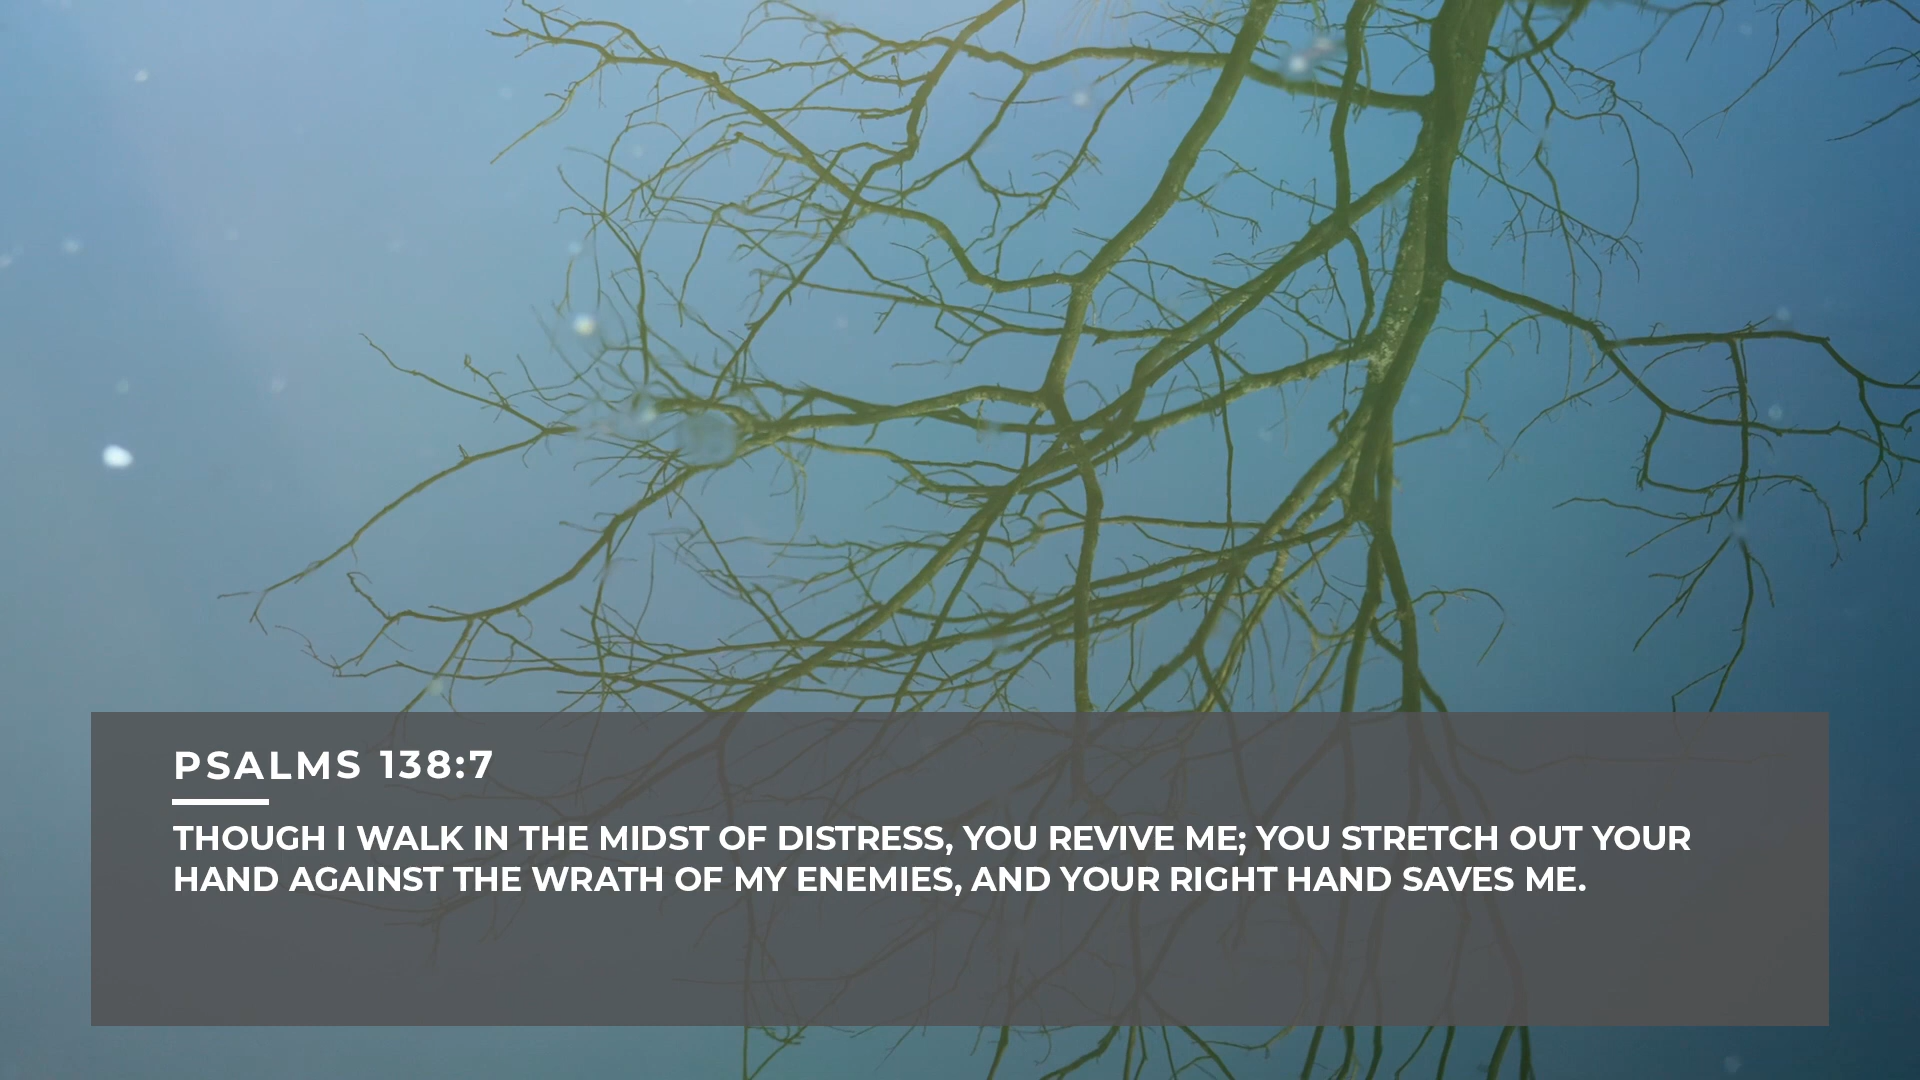 PSALMS 138:7
THOUGH I WALK IN THE MIDST OF DISTRESS, YOU REVIVE ME; YOU STRETCH OUT YOUR
HAND AGAINST THE WRATH OF MY ENEMIES, AND YOUR RIGHT HAND SAVES ME.